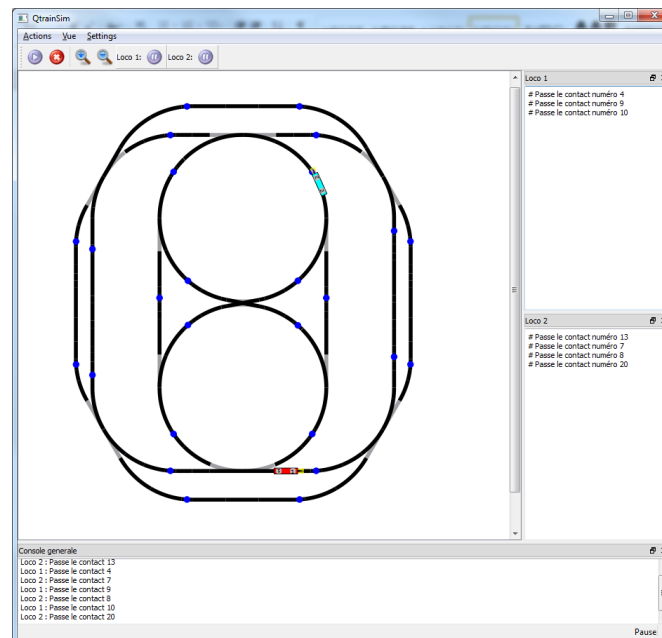 QtrainSim
Actions Vue Settings
Loco 1: Loco 2:
Loco 1
# Passe le contact numéro 4
# Passe le contact numéro 9
# Passe le contact numéro 10
Loco 2
# Passe le contact numéro 13
# Passe le contact numéro 7
# Passe le contact numéro 8
# Passe le contact numéro 20
Console generale
Loco 2 : Passe le contact 13
Loco 1 : Passe le contact 4
Loco 2 : Passe le contact 7
Loco 1 : Passe le contact 9
Loco 2 : Passe le contact 8
Loco 1 : Passe le contact 10
Loco 2 : Passe le contact 20
Pause